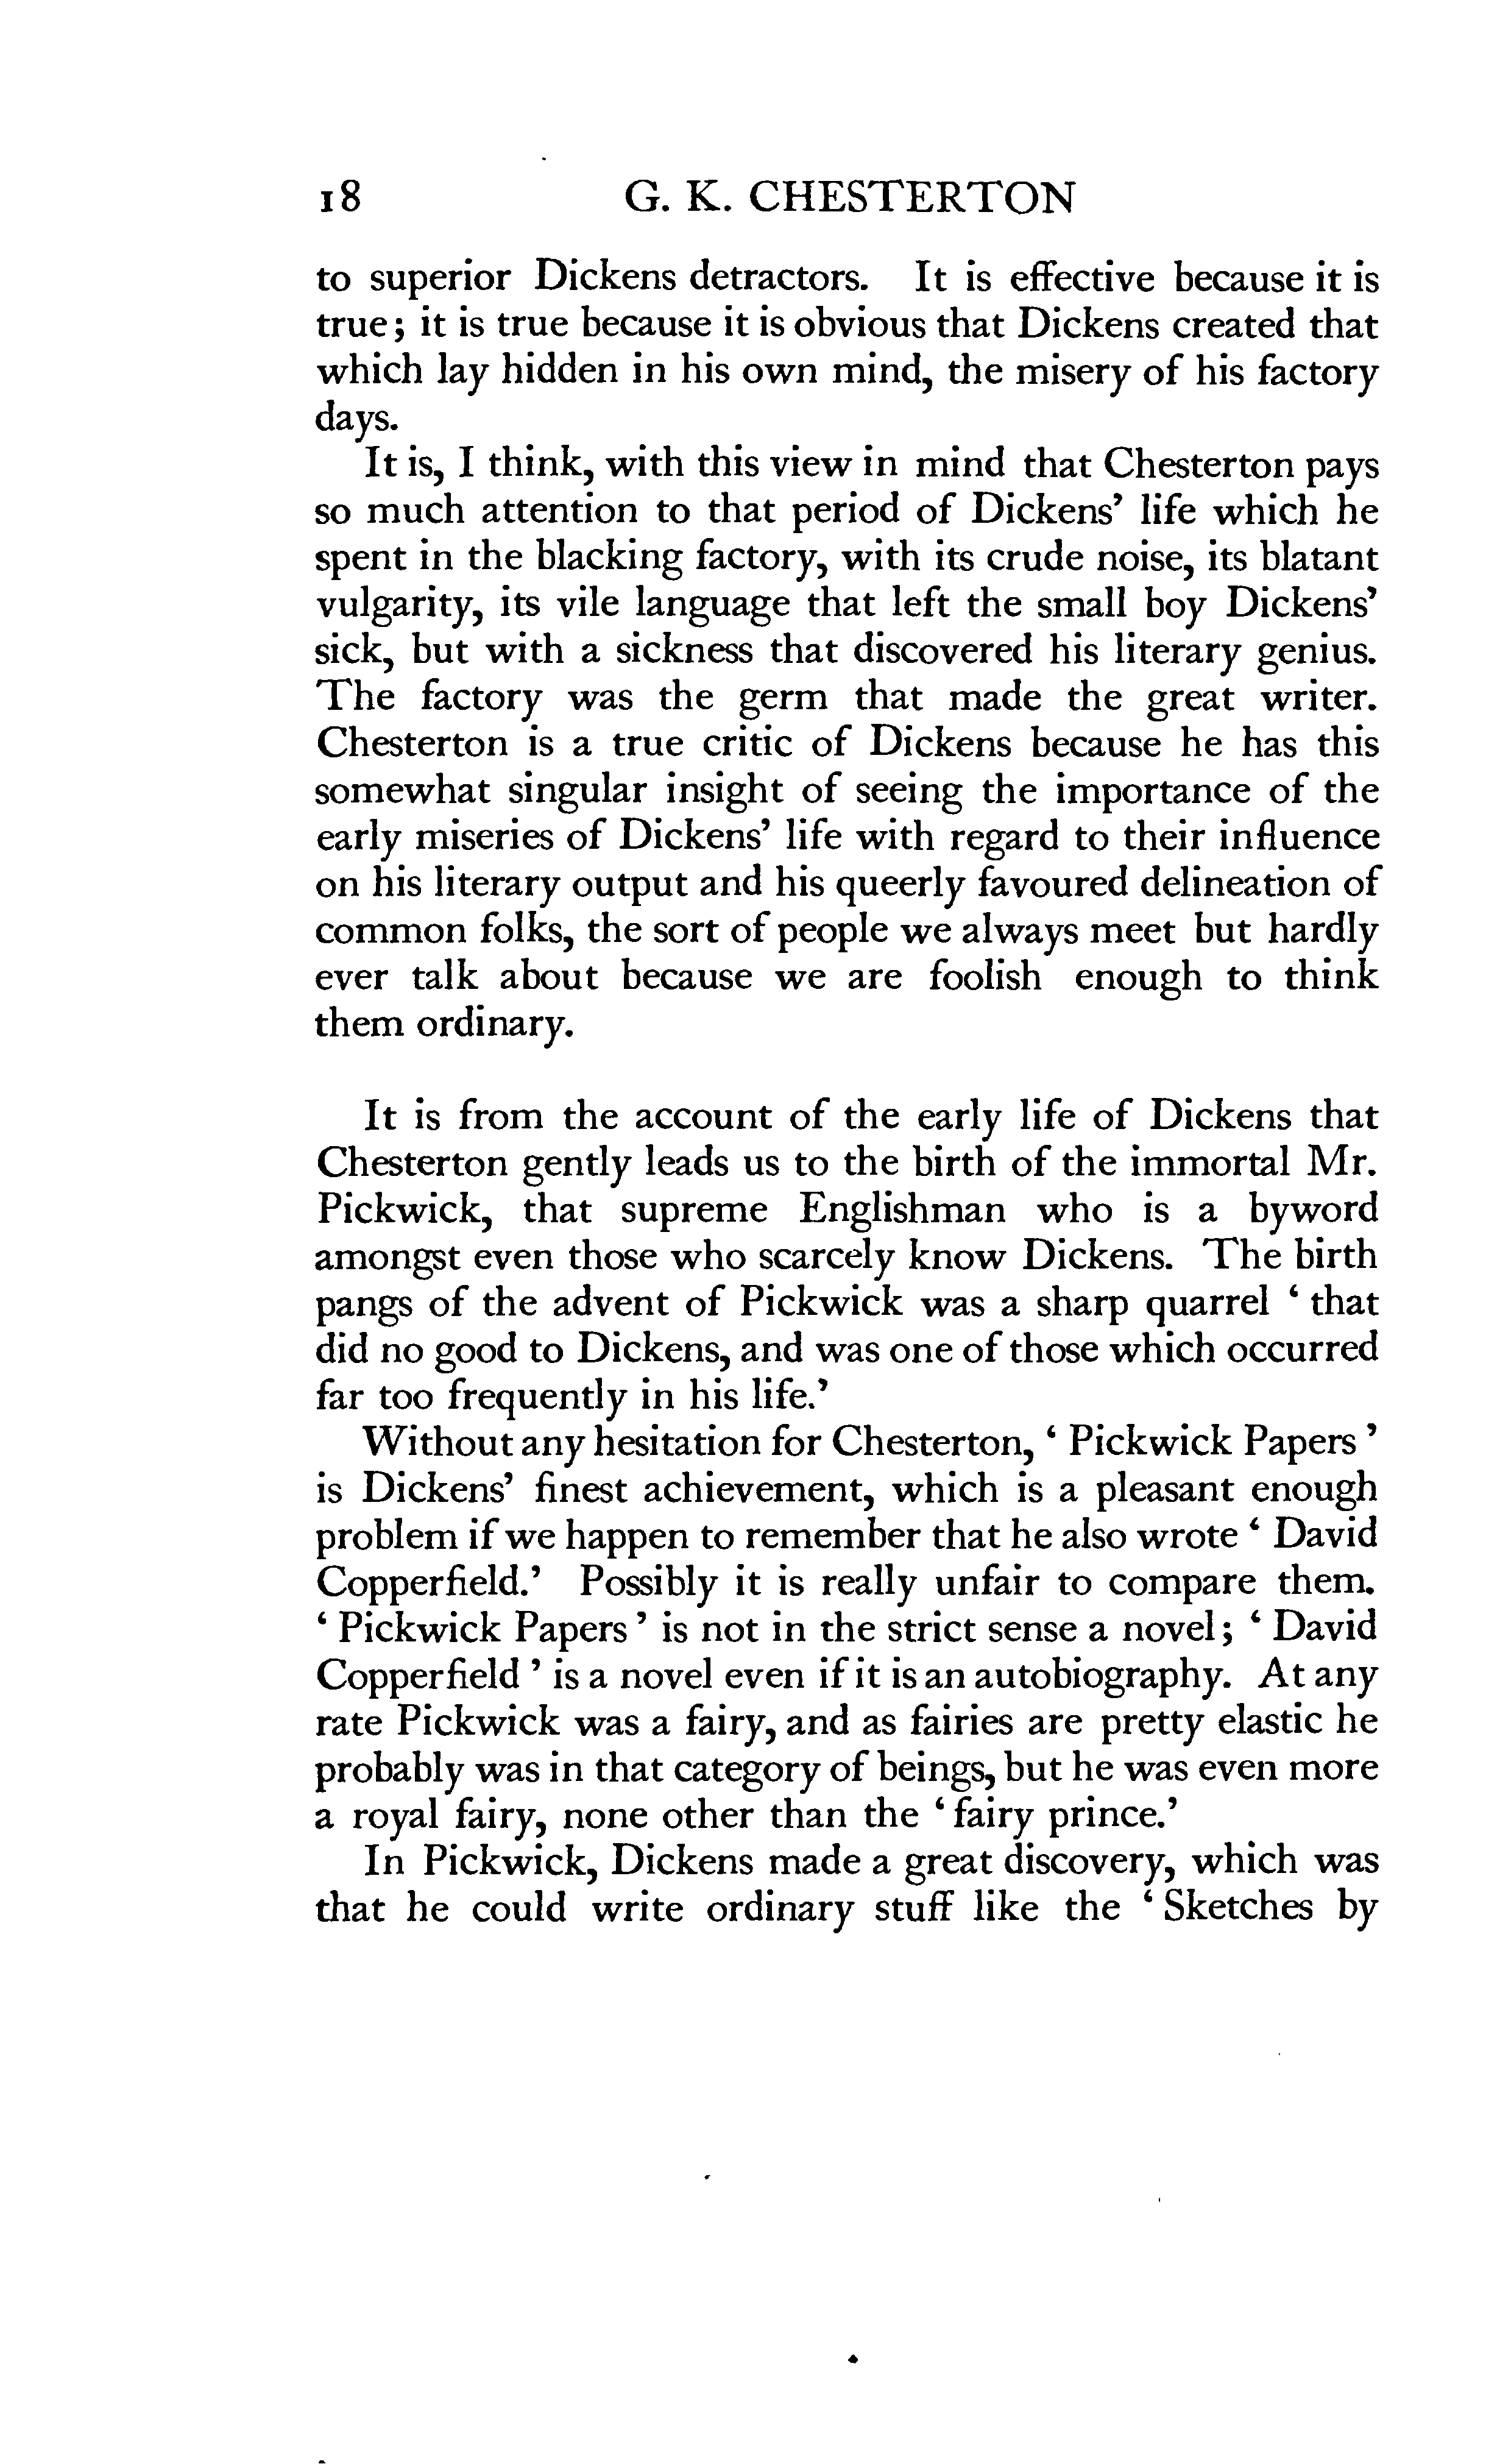 18 G. K. CHESTERTON
to superior Dickens detractors. It is effective because it is
true; it is true because it is obvious that Dickens created that
which lay hidden in his own mind, the misery of his factory
days.
It is, I think, with this view in mind that Chesterton pays
so much attention to that period of Dickens’ life which he
spent in the blacking factory, with its crude noise, its blatant
vulgarity, its vile language that left the small boy Dickens’
sick, but with a sickness that discovered his literary genius.
The factory was the germ that made the great writer.
Chesterton is a true critic of Dickens because he has this
somewhat singular insight of seeing the importance of the
early miseries of Dickens’ life with regard to their influence
on his literary output and his queerly favoured delineation of
common folks, the sort of people we always meet but hardly
ever talk about because we are foolish enough to think
them ordinary.
It is from the account of the early life of Dickens that
Chesterton gently leads us to the birth of the immortal Mr.
Pickwick, that supreme Englishman who is a byword
amongst even those who scarcely know Dickens. The birth
pangs of the advent of Pickwick was a sharp quarrel ‘ that
did no good to Dickens, and was one of those which occurred
far too frequently in his life.’
Without any hesitation for Chesterton, ‘ Pickwick Papers ’
is Dickens’ finest achievement, which is a pleasant enough
problem if we happen to remember that he also wrote ‘ David
Copperfield.’ Possibly it is really unfair to compare them.
‘ Pickwick Papers ’ is not in the strict sense a novel; ‘ David
Copperfield ’ is a novel even if it is an autobiography. At any
rate Pickwick was a fairy, and as fairies are pretty elastic he
probably was in that category of beings, but he was even more
a royal fairy, none other than the ‘ fairy prince.’
In Pickwick, Dickens made a great discovery, which was
that he could write ordinary stuff like the ‘ Sketches by